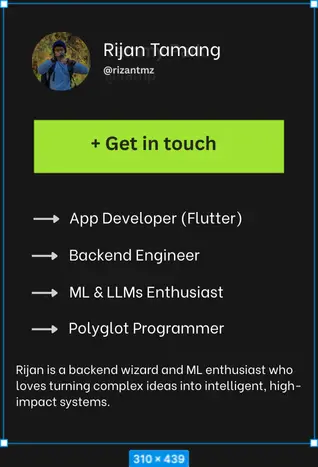 Rijan Tamang
@rizantmz
+ Get in touch
App Developer (Flutter)
Backend Engineer
ML & LLMs Enthusiast
Polyglot Programmer
Rijan is a backend wizard and ML enthusiast who
loves turning complex ideas into intelligent, high-
impact systems.
310 × 439